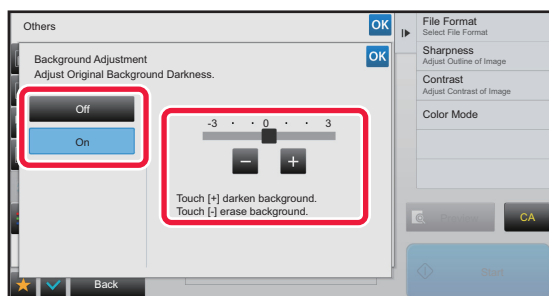 Others
OK
Background Adjustment
OK
Adjust Original Background Darkness.
Off
On
-3 · · 0 · · 3
− +
Touch [+] darken background.
Touch [-] erase background.
File Format
Select File Format
Sharpness
Adjust Outline of Image
Contrast
Adjust Contrast of Image
Color Mode
Preview
CA
Start
Back